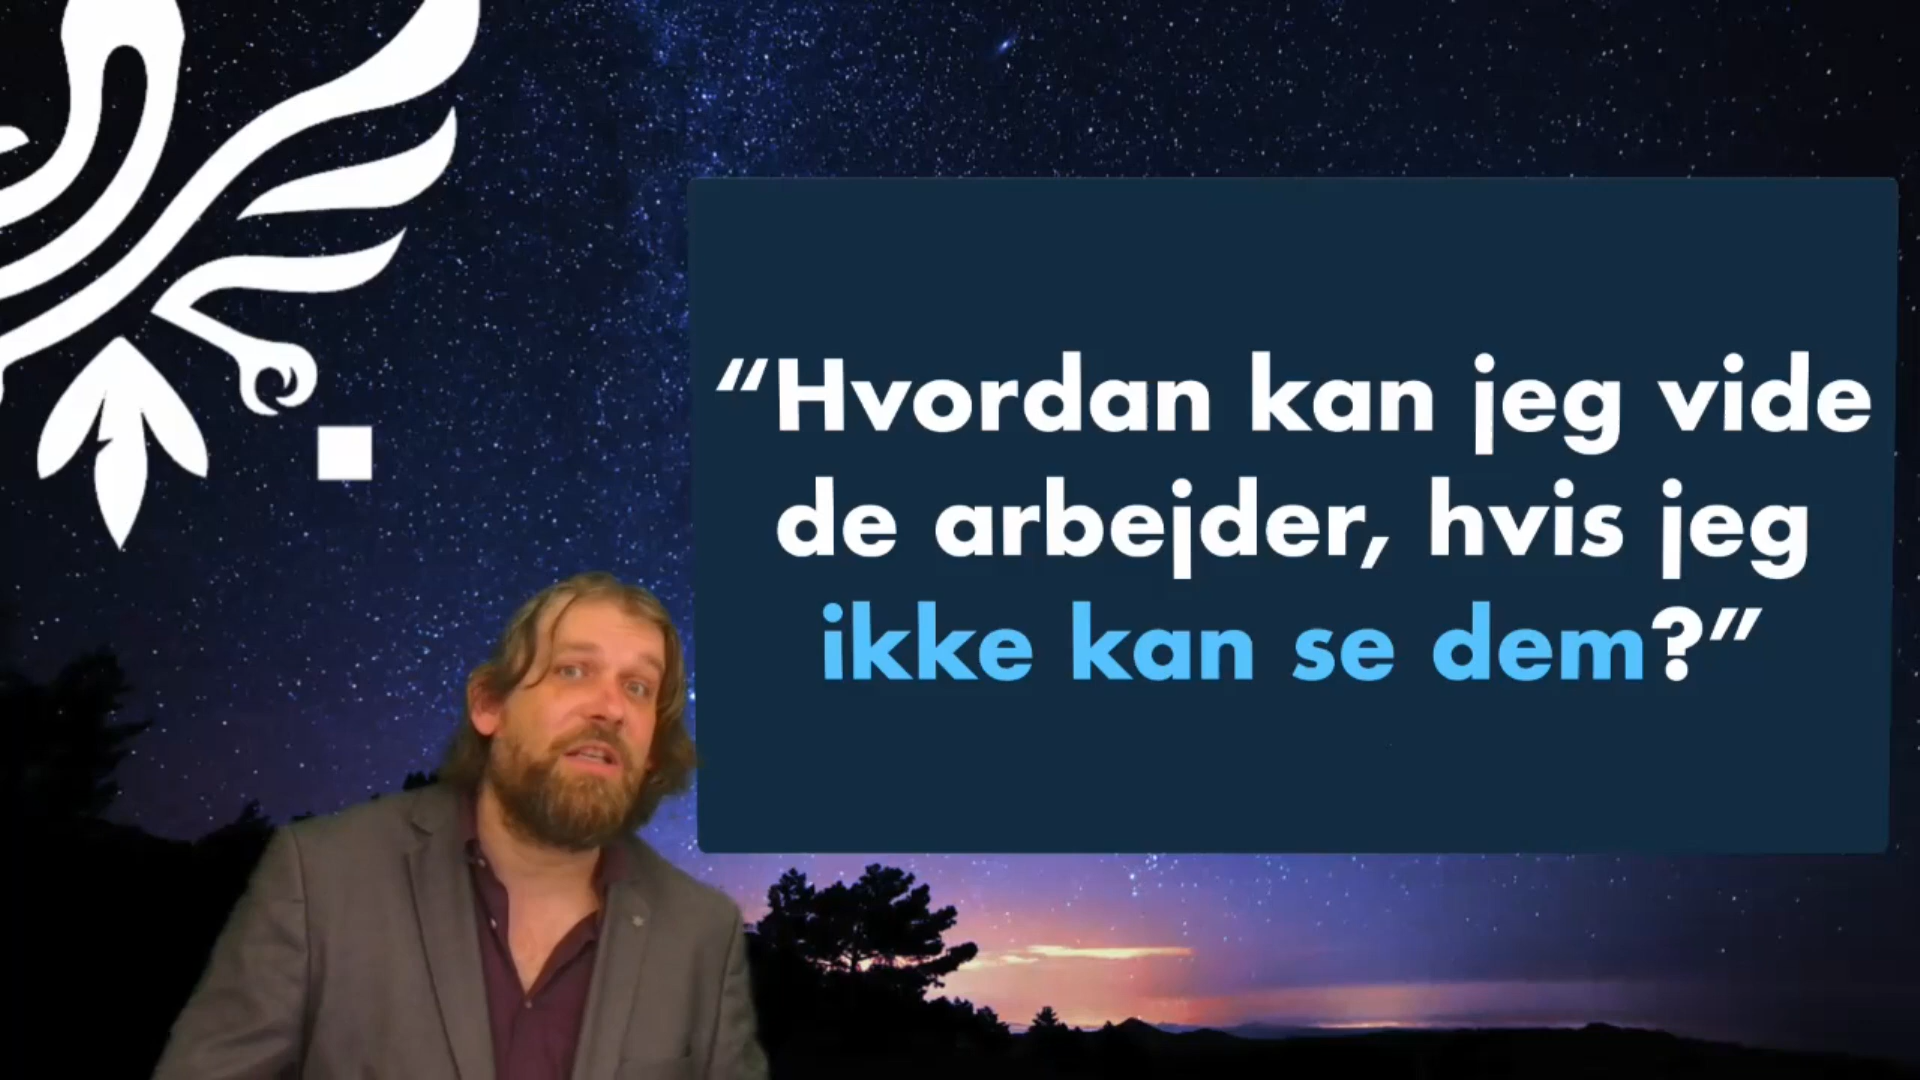 “Hvordan kan jeg vide
de arbejder, hvis jeg
ikke kan se dem?”